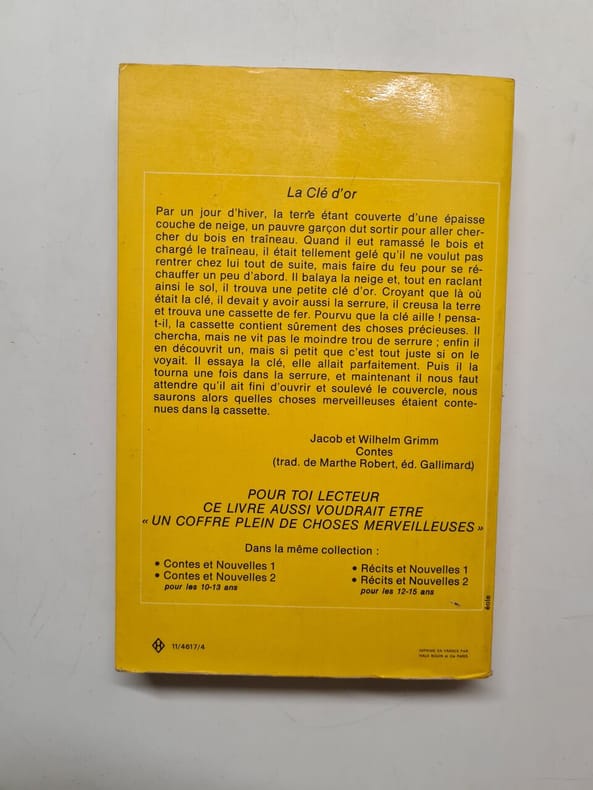 La Clé d'or
Par un jour d'hiver, la terre étant couverte d'une épaisse
couche de neige, un pauvre garçon dut sortir pour aller cher-
cher du bois en traîneau. Quand il eut ramassé le bois et
chargé le traîneau, il était tellement gelé qu'il ne voulut pas
rentrer chez lui tout de suite, mais faire du feu pour se ré-
chauffer un peu d'abord. Il balaya la neige et, tout en raclant
ainsi le sol, il trouva une petite clé d'or. Croyant que là où
était la clé, il devait y avoir aussi la serrure, il creusa la terre
et trouva une cassette de fer. Pourvu que la clé aille ! pensa-
t-il, la cassette contient sûrement des choses précieuses. Il
chercha, mais ne vit pas le moindre trou de serrure ; enfin il
en découvrit un, mais si petit que c'est tout juste si on le
voyait. Il essaya la clé, elle allait parfaitement. Puis il la
tourna une fois dans la serrure, et maintenant il nous faut
attendre qu'il ait fini d'ouvrir et soulevé le couvercle, nous
saurons alors quelles choses merveilleuses étaient conte-
nues dans la cassette.
Jacob et Wilhelm Grimm
Contes
(trad. de Marthe Robert, éd. Gallimard)
POUR TOI LECTEUR
CE LIVRE AUSSI VOUDRAIT ETRE
« UN COFFRE PLEIN DE CHOSES MERVEILLEUSES »
Dans la même collection :
• Contes et Nouvelles 1
• Contes et Nouvelles 2
pour les 10-13 ans
• Récits et Nouvelles 1
• Récits et Nouvelles 2
pour les 12-15 ans
H 11/4617/4
IMPRIMÉ EN FRANCE PAR